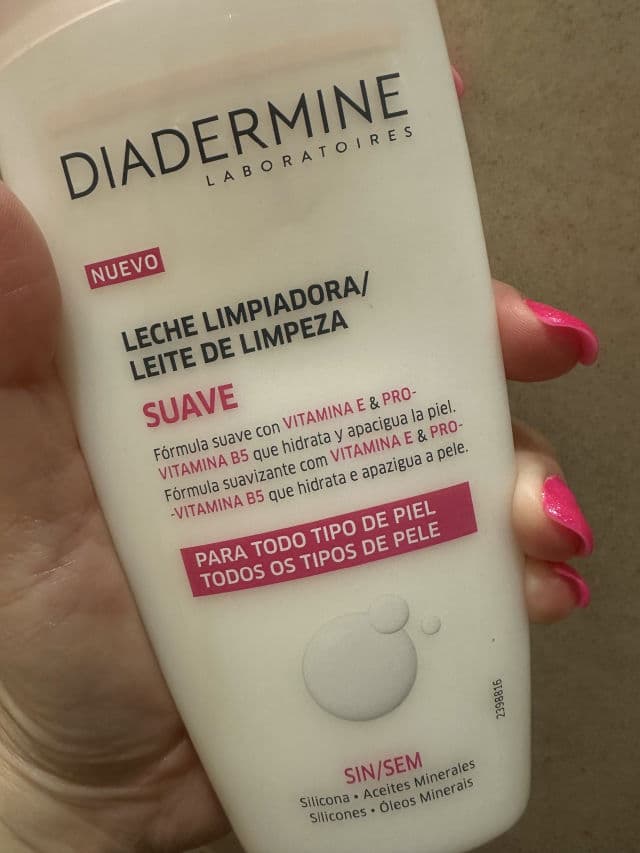 DIADERMINE
LABORATOIRES
NUEVO
LECHE LIMPIADORA/
LEITE DE LIMPEZA
SUAVE
Fórmula suave con VITAMINA E & PRO-
VITAMINA B5 que hidrata y apacigua la piel.
Fórmula suavizante com VITAMINA E & PRO-
-VITAMINA B5 que hidrata e apazigua a pele.
PARA TODO TIPO DE PIEL
TODOS OS TIPOS DE PELE
2398816
SIN/SEM
Silicona • Aceites Minerales
Silicones • Óleos Minerais